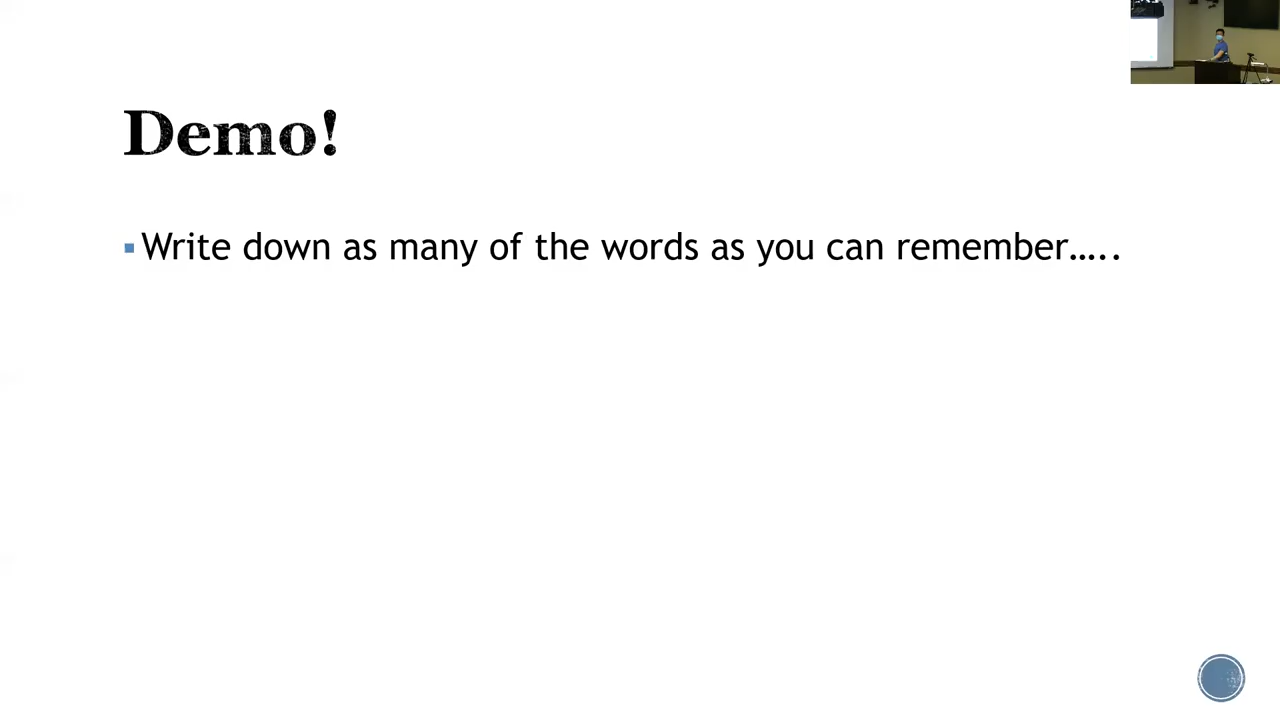 Demo!
Write down as many of the words as you can remember…..